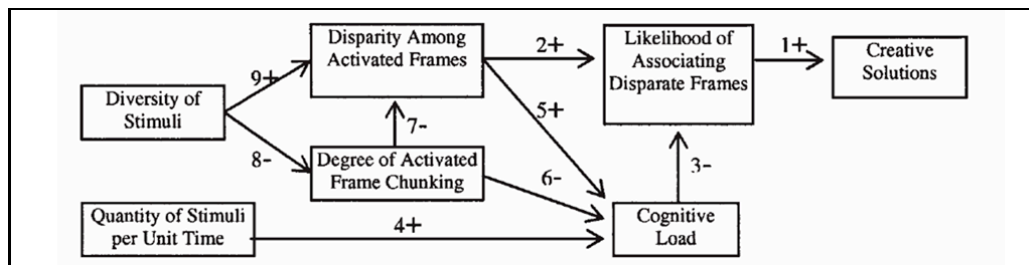 Disparity Among
Activated Frames
2+
Likelihood of
Associating
Disparate Frames
1+
Creative
Solutions
9+
Diversity of
Stimuli
5+
7-
8-
Degree of Activated
Frame Chunking
6-
3-
Quantity of Stimuli
per Unit Time
4+
Cognitive
Load